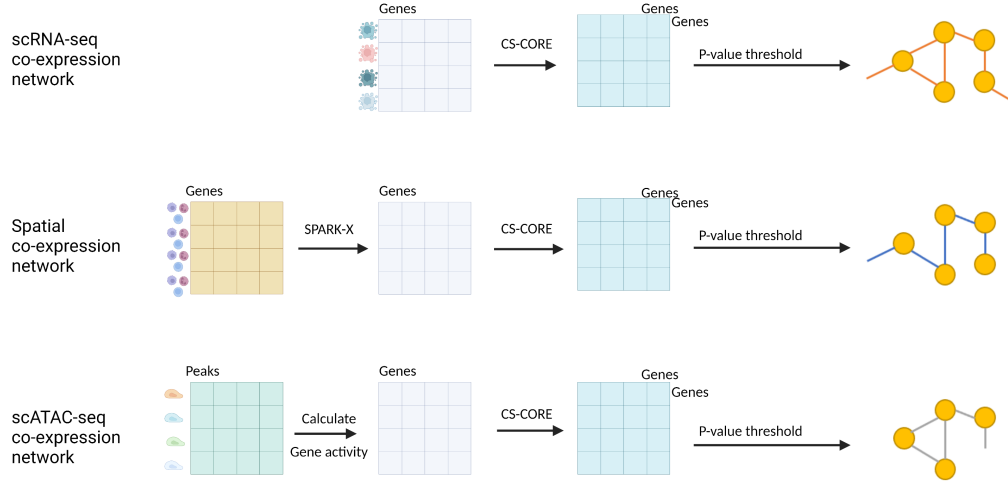 Genes
Genes
Genes
scRNA-seq
co-expression
network
CS-CORE
P-value threshold
Genes
Genes
Genes
Genes
Spatial
co-expression
network
SPARK-X
CS-CORE
P-value threshold
Peaks
Genes
Genes
Genes
scATAC-seq
co-expression
network
Calculate
Gene activity
CS-CORE
P-value threshold